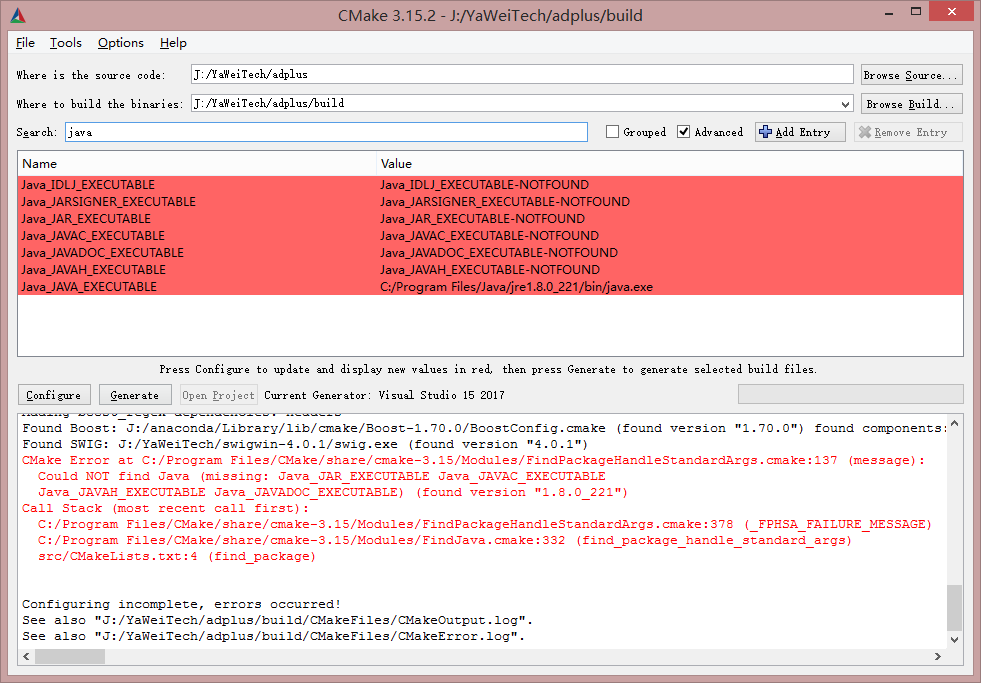 CMake 3.15.2 - J:/YaWeiTech/adplus/build
File Tools Options Help
Where is the source code: J:/YaWeiTech/adplus Browse Source...
Where to build the binaries: J:/YaWeiTech/adplus/build Browse Build...
Search: java Grouped Advanced Add Entry Remove Entry
Name Value
Java_IDLJ_EXECUTABLE Java_IDLJ_EXECUTABLE-NOTFOUND
Java_JARSIGNER_EXECUTABLE Java_JARSIGNER_EXECUTABLE-NOTFOUND
Java_JAR_EXECUTABLE Java_JAR_EXECUTABLE-NOTFOUND
Java_JAVAC_EXECUTABLE Java_JAVAC_EXECUTABLE-NOTFOUND
Java_JAVADOC_EXECUTABLE Java_JAVADOC_EXECUTABLE-NOTFOUND
Java_JAVAH_EXECUTABLE Java_JAVAH_EXECUTABLE-NOTFOUND
Java_JAVA_EXECUTABLE C:/Program Files/Java/jre1.8.0_221/bin/java.exe
Press Configure to update and display new values in red, then press Generate to generate selected build files.
Configure Generate Open Project Current Generator: Visual Studio 15 2017
Adding boost_regex dependencies: headers
Found Boost: J:/anaconda/Library/lib/cmake/Boost-1.70.0/BoostConfig.cmake (found version "1.70.0") found components:
Found SWIG: J:/YaWeiTech/swigwin-4.0.1/swig.exe (found version "4.0.1")
CMake Error at C:/Program Files/CMake/share/cmake-3.15/Modules/FindPackageHandleStandardArgs.cmake:137 (message):
Could NOT find Java (missing: Java_JAR_EXECUTABLE Java_JAVAC_EXECUTABLE
Java_JAVAH_EXECUTABLE Java_JAVADOC_EXECUTABLE) (found version "1.8.0_221")
Call Stack (most recent call first):
C:/Program Files/CMake/share/cmake-3.15/Modules/FindPackageHandleStandardArgs.cmake:378 (_FPHSA_FAILURE_MESSAGE)
C:/Program Files/CMake/share/cmake-3.15/Modules/FindJava.cmake:332 (find_package_handle_standard_args)
src/CMakeLists.txt:4 (find_package)
Configuring incomplete, errors occurred!
See also "J:/YaWeiTech/adplus/build/CMakeFiles/CMakeOutput.log".
See also "J:/YaWeiTech/adplus/build/CMakeFiles/CMakeError.log".